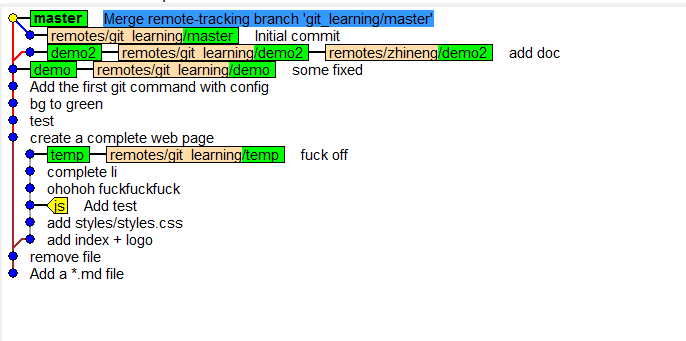 master Merge remote-tracking branch 'git_learning/master'
remotes/git_learning/master Initial commit
demo2 remotes/git_learning/demo2 remotes/zhineng/demo2 add doc
demo remotes/git_learning/demo some fixed
Add the first git command with config
bg to green
test
create a complete web page
temp remotes/git_learning/temp fuck off
complete li
ohohoh fuckfuckfuck
js Add test
add styles/styles.css
add index + logo
remove file
Add a *.md file